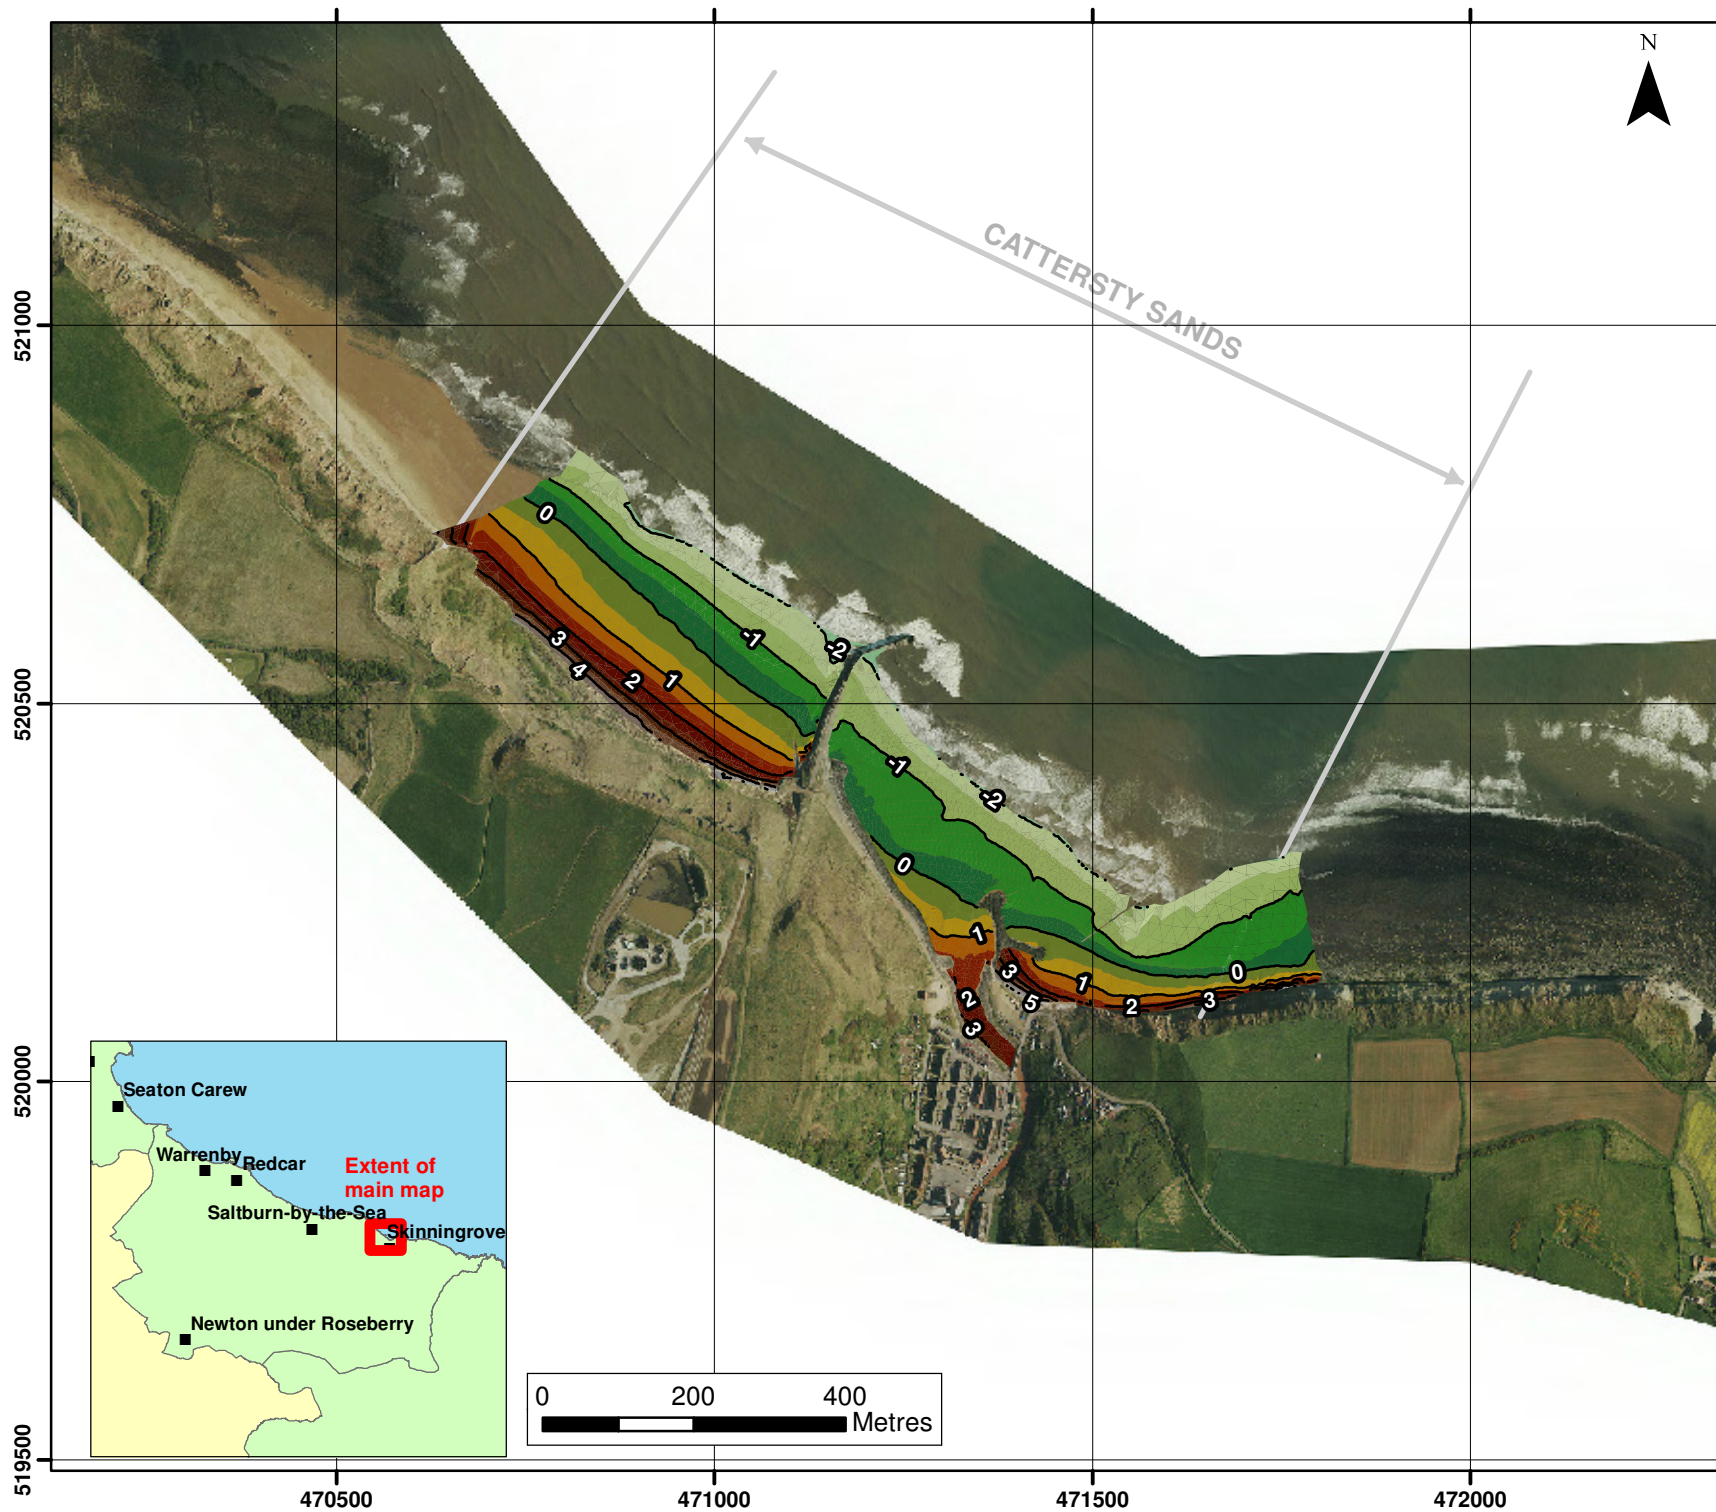 N
CATTERSTY SANDS
521000
520500
520000
519500
0
-1
-2
3
4
2
1
-1
-2
0
1
3
5
1
2
0
3
2
3
Seaton Carew
Warrenby
Redcar
Extent of
main map
Saltburn-by-the-Sea
Skinningrove
Newton under Roseberry
0 200 400
Metres
470500 471000 471500 472000